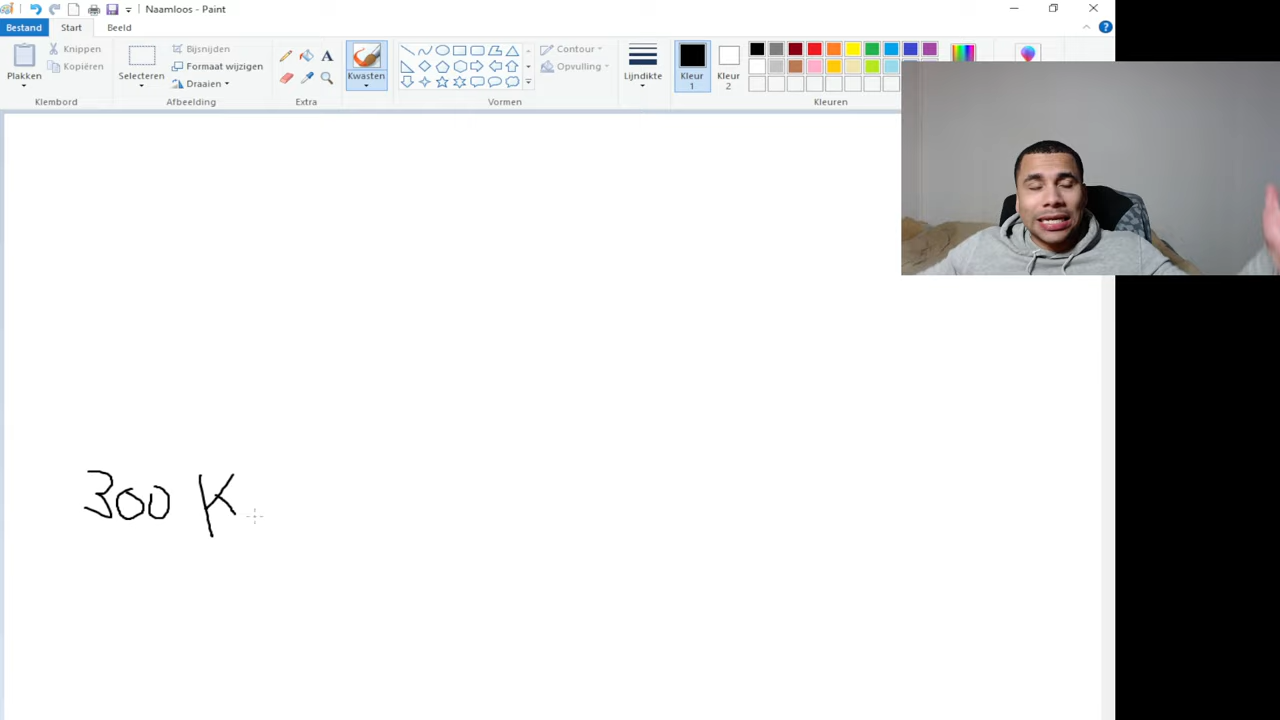 Naamloos - Paint
Bestand Start Beeld
Plakken
Knippen
Kopiëren
Klembord
Selecteren
Bijsnijden
Formaat wijzigen
Draaien
Afbeelding
A
Extra
Kwasten
Contour
Opvulling
Vormen
Lijndikte
Kleur 1
Kleur 2
Kleuren
300 K